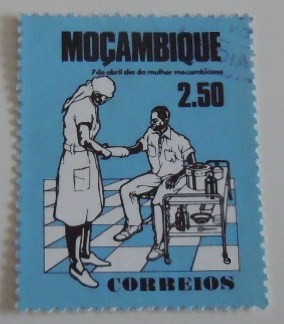 MOÇAMBIQUE
7 de abril dia da mulher moçambicana
2.50
CORREIOS